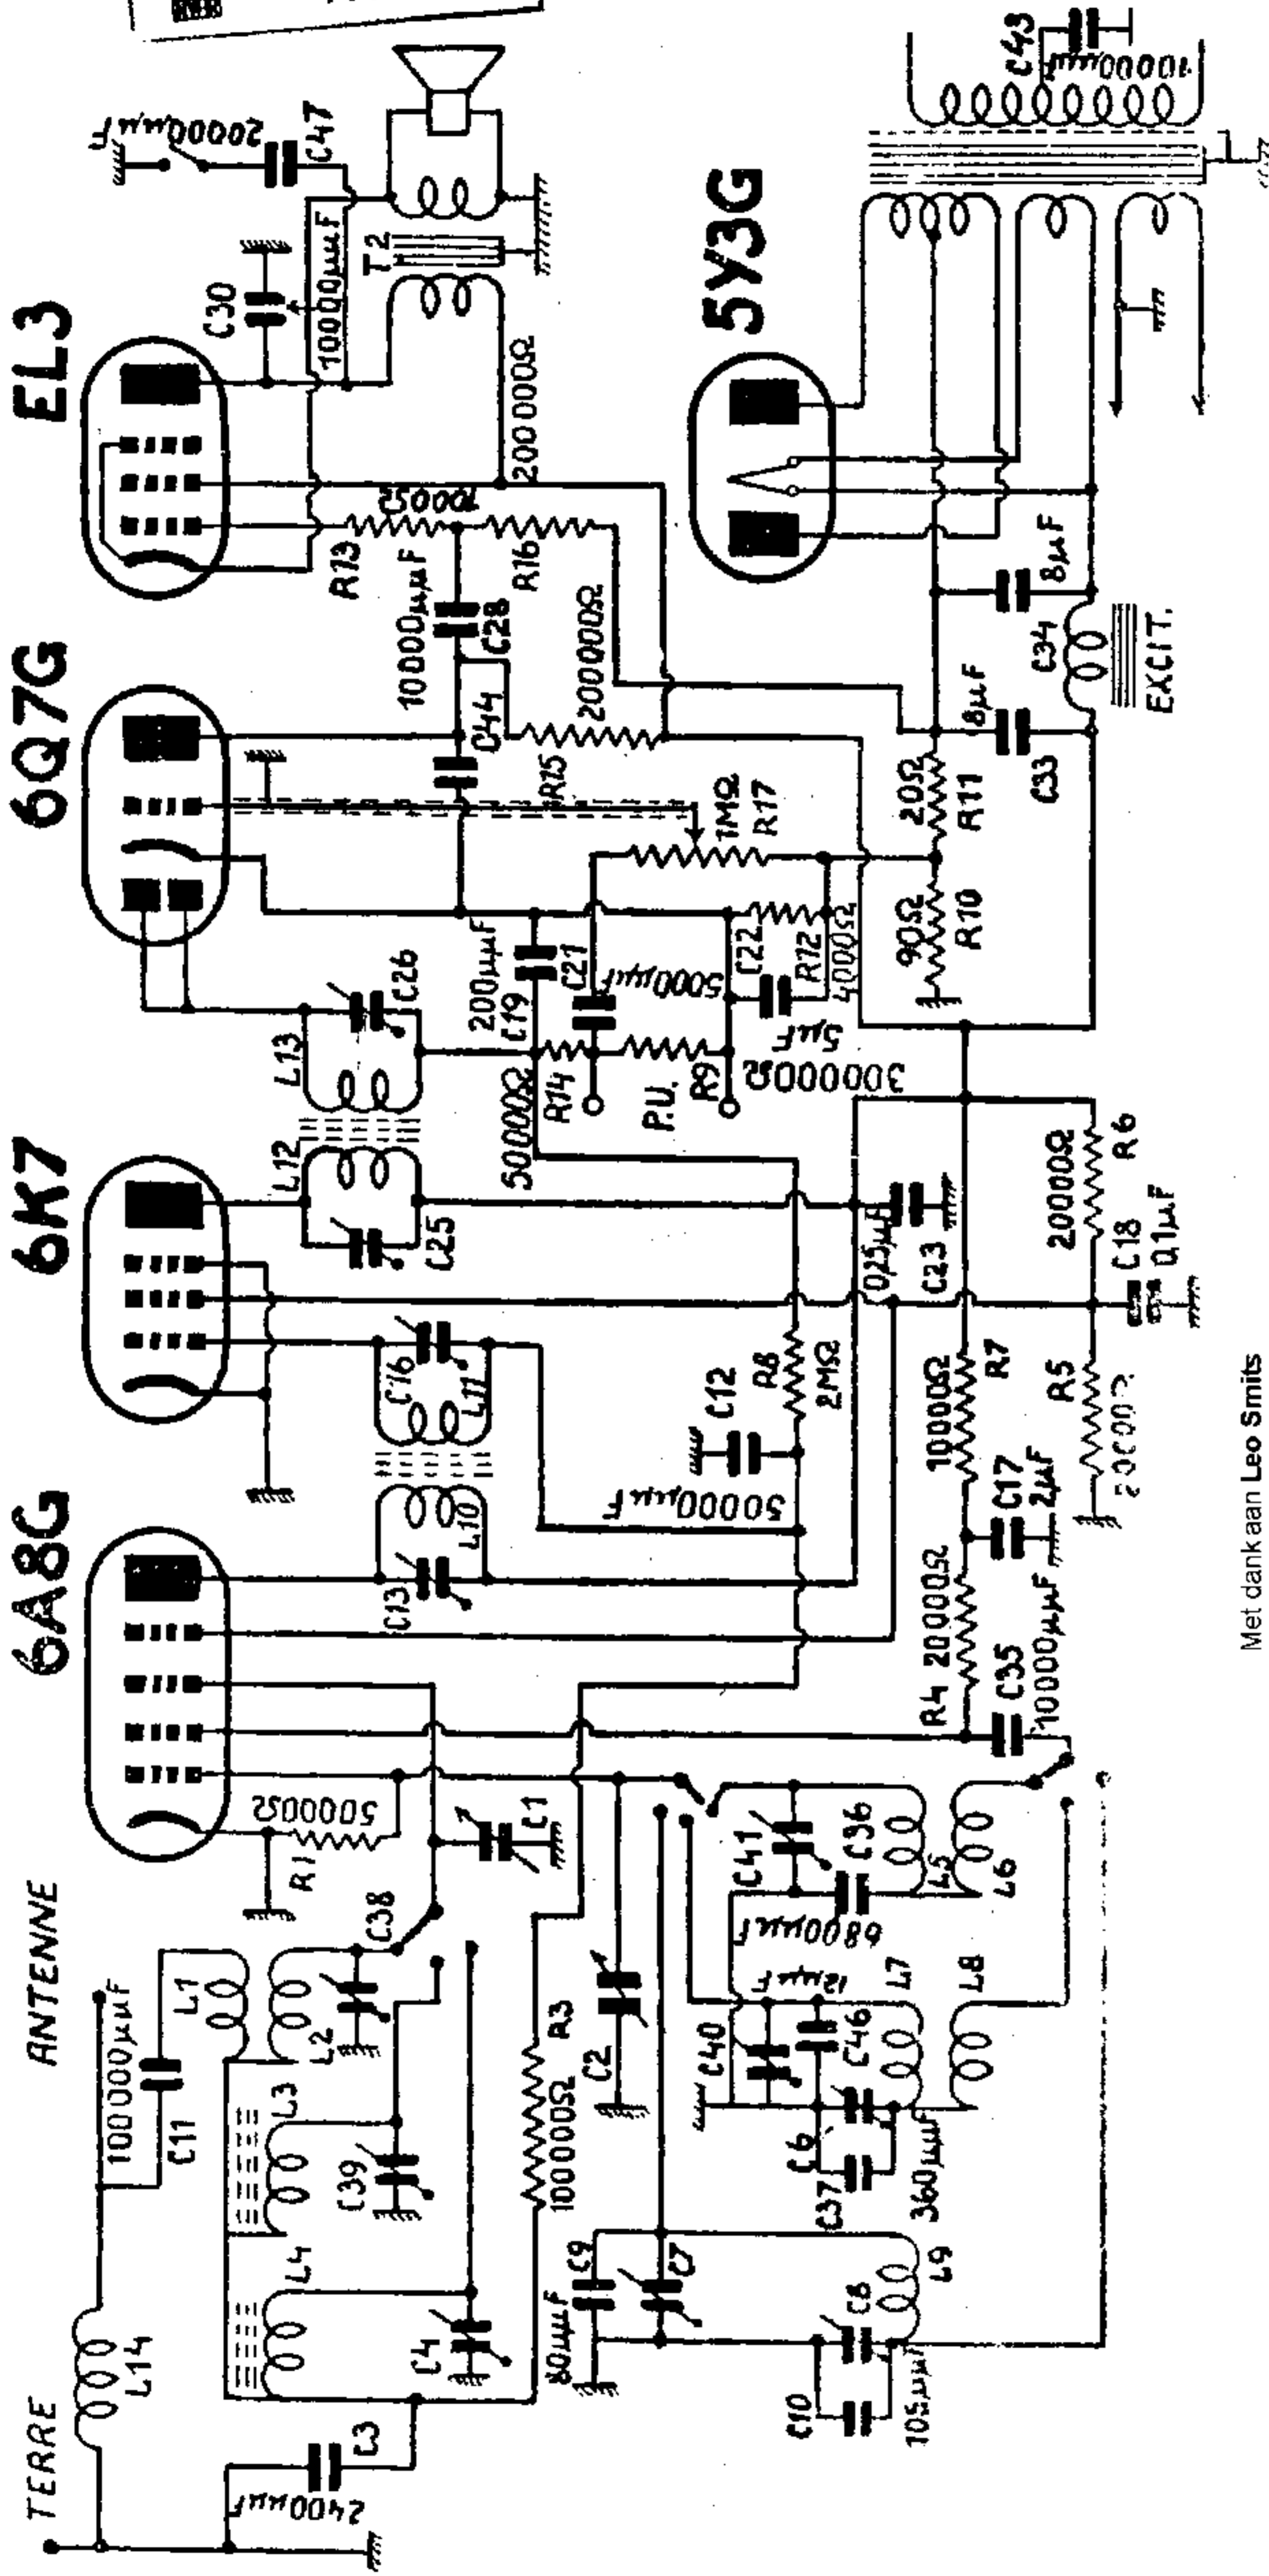 TERRE
ANTENNE
6A8G
6K7
6Q7G
EL3
5Y3G
L14
10000µµF
C11
L1
L2
L3
L4
C38
C39
C4
C3
2400µµF
R1
50000Ω
C1
R3
100000Ω
C2
80µµF
C9
C7
C8
C10
105µµF
L9
C40
12µµF
C46
C6
C37
360µµF
L7
L8
C41
6800µµF
C36
L5
L6
C13
L10
C16
L11
50000µµF
C12
R8
2MΩ
R4 20000Ω
C35
10000µµF
C17
2µF
10000Ω
R7
R5
20000Ω
R6
C18
0,1µF
0,25µF
C23
L12
C25
L13
C26
50000Ω
R14
200µµF
C19
C21
5000µµF
P.U.
R9
300000Ω
5µF
C22
R12
4000Ω
1MΩ
R17
90Ω
R10
20Ω
R11
C44
R15
200000Ω
10000µµF
C28
R13
1000Ω
R16
200000Ω
C30
10000µµF
T2
20000µµF
C47
8µF
C33
8µF
C34
EXCIT.
C43
10000µµF
Met dank aan Leo Smits